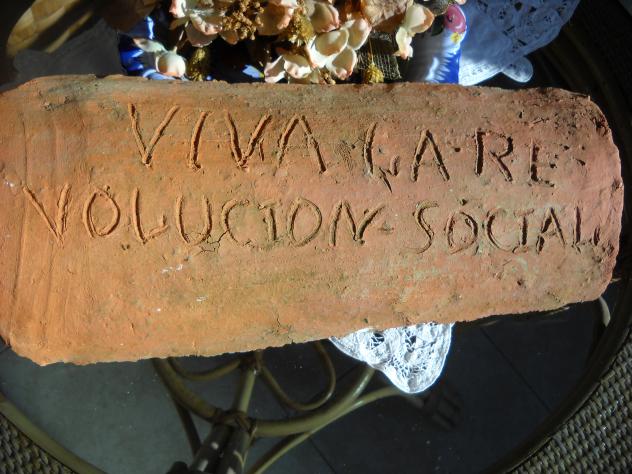 VIVA LA RE-
VOLUCION SOCIAL